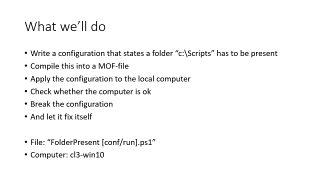 What we'll do
• Write a configuration that states a folder "c:\Scripts" has to be present
• Compile this into a MOF-file
• Apply the configuration to the local computer
• Check whether the computer is ok
• Break the configuration
• And let it fix itself
• File: "FolderPresent [conf/run].ps1"
• Computer: cl3-win10